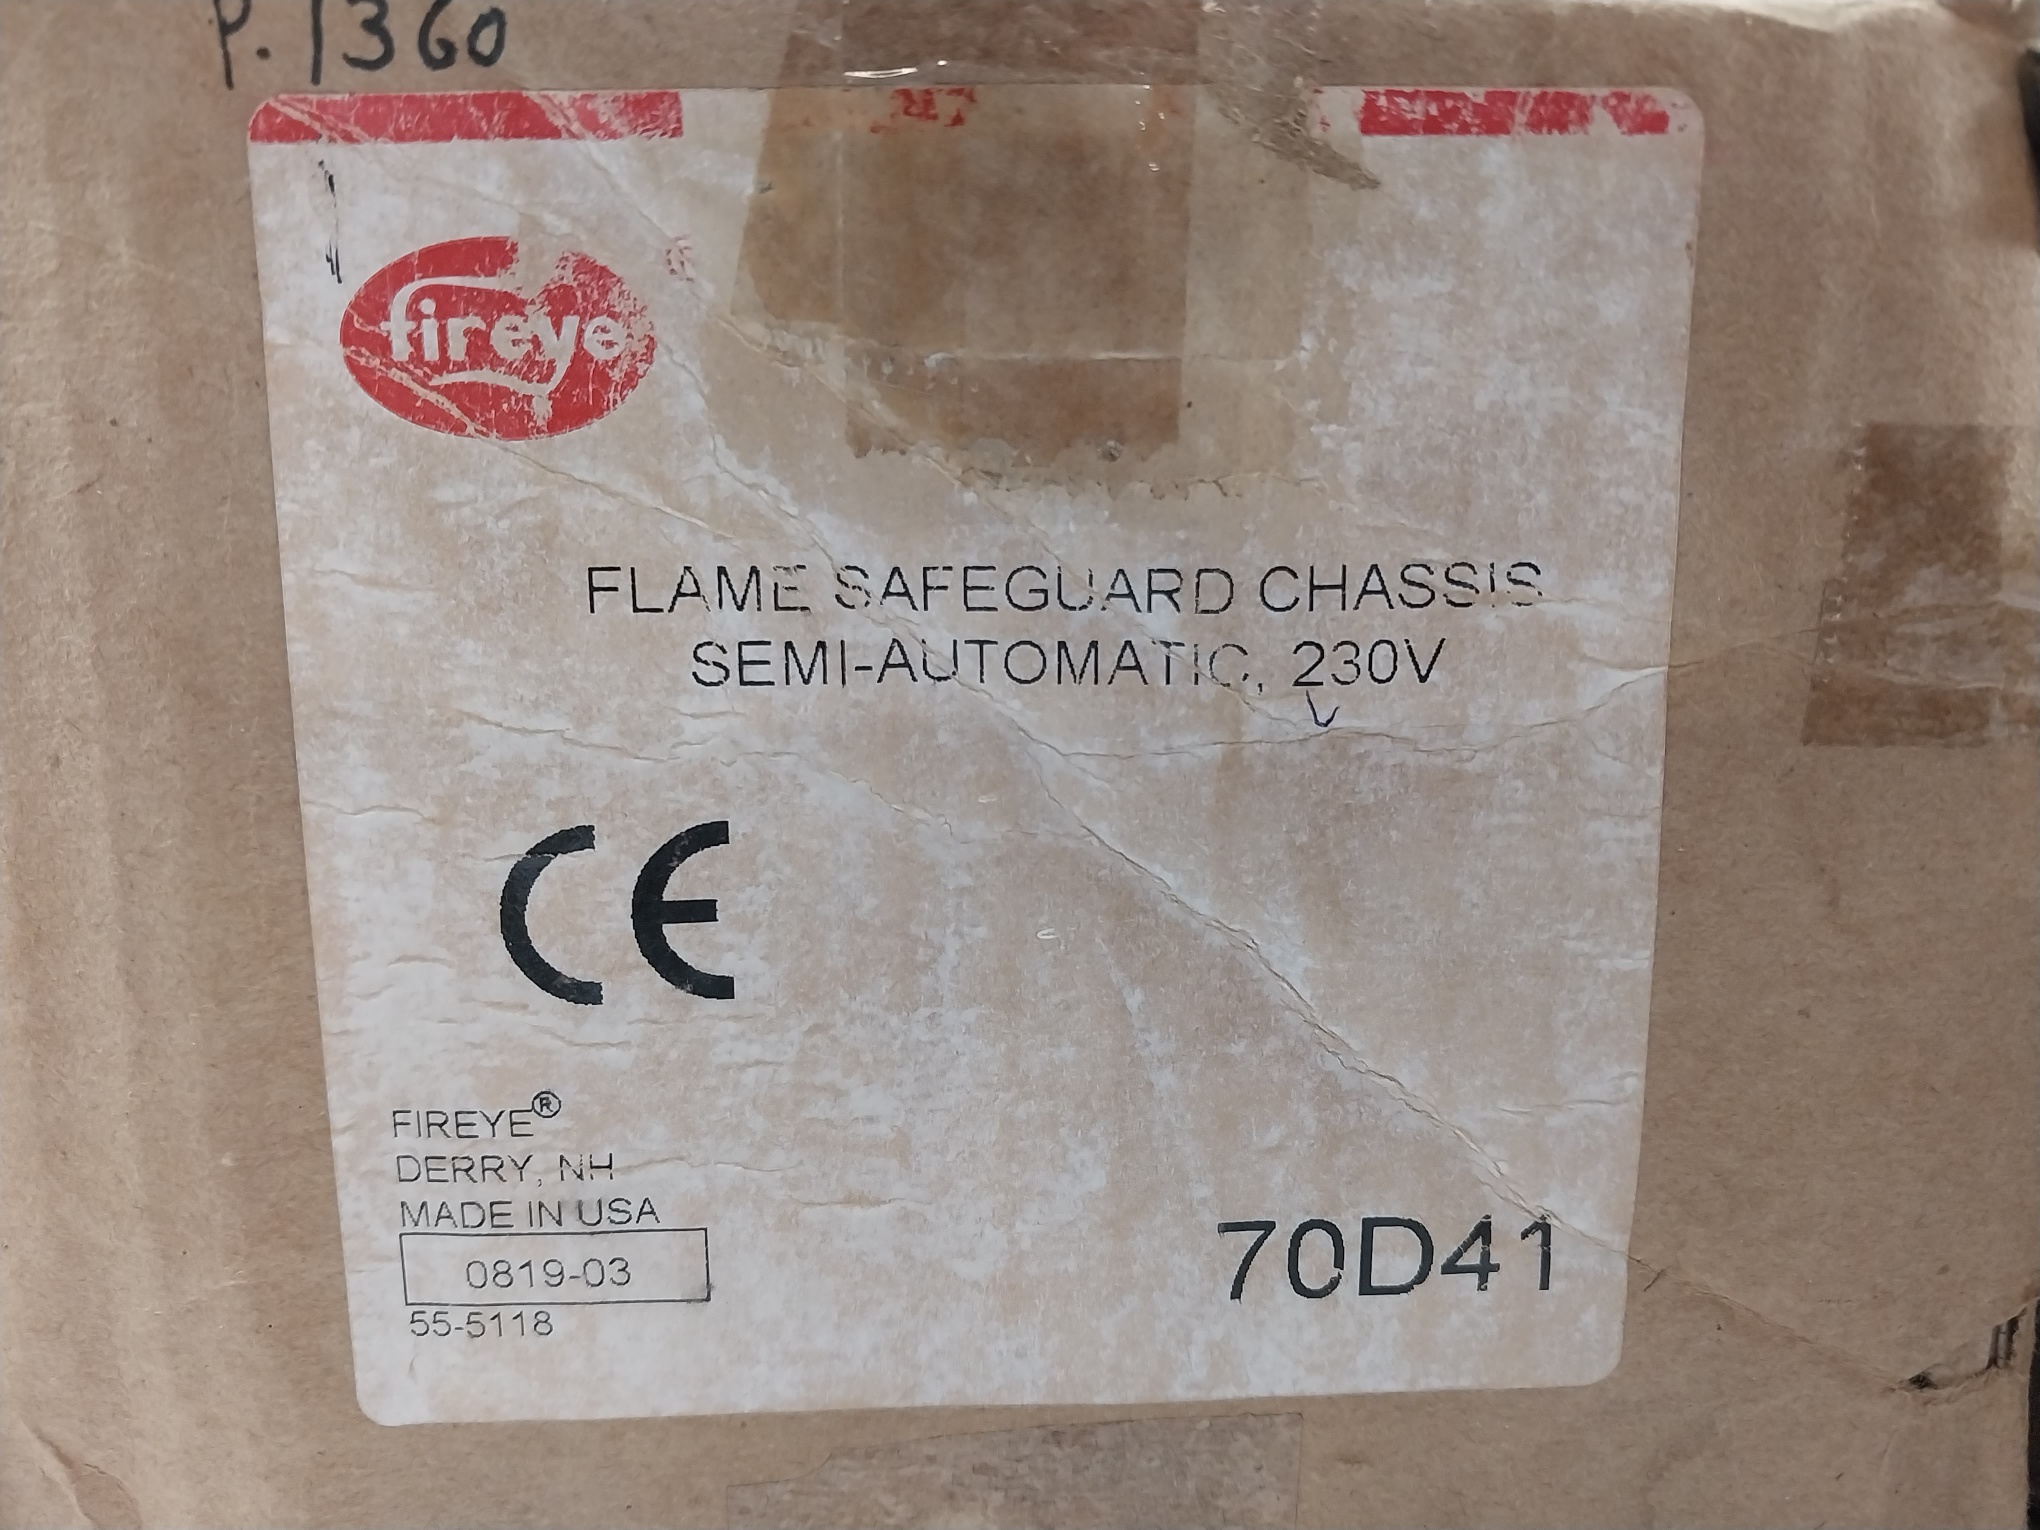 P. 1360
fireye®
FLAME SAFEGUARD CHASSIS
SEMI-AUTOMATIC, 230V
CE
FIREYE®
DERRY, NH
MADE IN USA
0819-03
55-5118
70D41